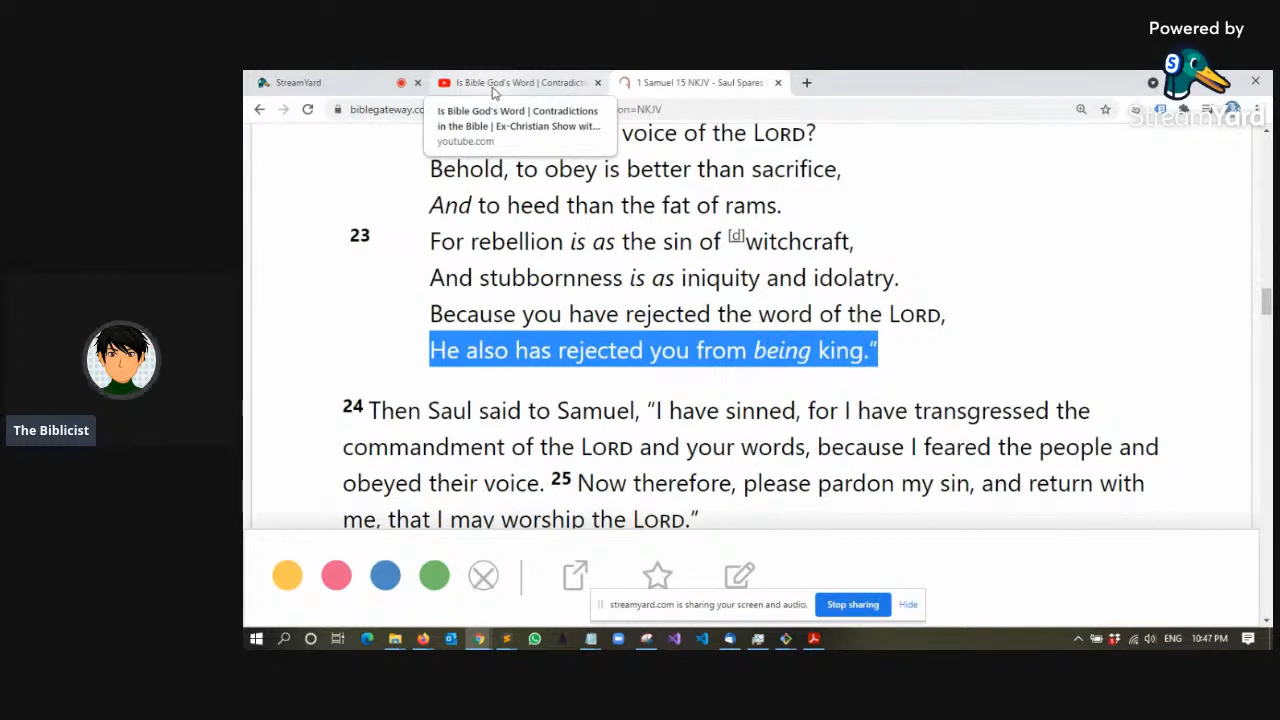 Powered by
StreamYard
StreamYard
Is Bible God's Word | Contradicti
1 Samuel 15 NKJV - Saul Spares
biblegateway.co
on=NKJV
Is Bible God's Word | Contradictions
in the Bible | Ex-Christian Show wit...
youtube.com
voice of the LORD?
Behold, to obey is better than sacrifice,
And to heed than the fat of rams.
23 For rebellion is as the sin of [d]witchcraft,
And stubbornness is as iniquity and idolatry.
Because you have rejected the word of the LORD,
He also has rejected you from being king.”
24 Then Saul said to Samuel, “I have sinned, for I have transgressed the
commandment of the LORD and your words, because I feared the people and
obeyed their voice. 25 Now therefore, please pardon my sin, and return with
me, that I may worship the LORD.”
The Biblicist
streamyard.com is sharing your screen and audio.
Stop sharing
Hide
ENG
10:47 PM